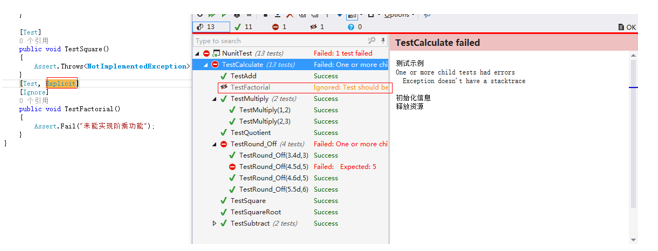 }
[Test]
0 个引用
public void TestSquare()
{
Assert.Throws<NotImplementedException>
}
[Test, Explicit]
[Ignore]
0 个引用
public void TestFactorial()
{
Assert.Fail("未能实现阶乘功能");
}
}
Options
13
11
1
1
0
OK
Type to search
NunitTest (13 tests) Failed: 1 test failed
TestCalculate (13 tests) Failed: One or more chi
TestAdd Success
TestFactorial Ignored: Test should be
TestMultiply (2 tests) Success
TestMultiply(1,2) Success
TestMultiply(2,3) Success
TestQuotient Success
TestRound_Off (4 tests) Failed: One or more chi
TestRound_Off(3.4d,3) Success
TestRound_Off(4.5d,5) Failed: Expected: 5
TestRound_Off(4.6d,5) Success
TestRound_Off(5.5d,6) Success
TestSquare Success
TestSquareRoot Success
TestSubtract (2 tests) Success
TestCalculate failed
测试示例
One or more child tests had errors
Exception doesn't have a stacktrace
初始化信息
释放资源